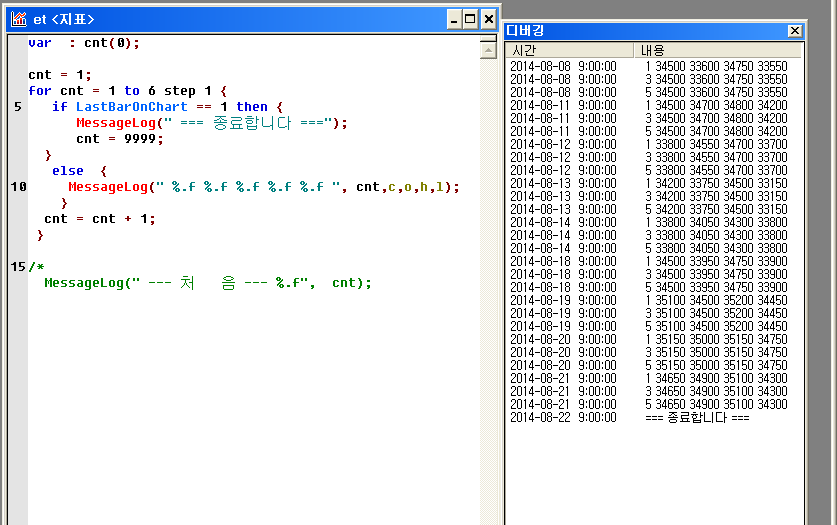 et <지표>
var  : cnt(0);
cnt = 1;
for cnt = 1 to 6 step 1 {
5 if LastBarOnChart == 1 then {
MessageLog(" === 종료합니다 ===");
cnt = 9999;
}
else  {
10 MessageLog(" %.f %.f %.f %.f %.f ", cnt,c,o,h,l);
}
cnt = cnt + 1;
}
15 /*
MessageLog(" --- 처   음 --- %.f",  cnt);
디버깅
시간 내용
2014-08-08 9:00:00 1 34500 33600 34750 33550
2014-08-08 9:00:00 3 34500 33600 34750 33550
2014-08-08 9:00:00 5 34500 33600 34750 33550
2014-08-11 9:00:00 1 34500 34700 34800 34200
2014-08-11 9:00:00 3 34500 34700 34800 34200
2014-08-11 9:00:00 5 34500 34700 34800 34200
2014-08-12 9:00:00 1 33800 34550 34700 33700
2014-08-12 9:00:00 3 33800 34550 34700 33700
2014-08-12 9:00:00 5 33800 34550 34700 33700
2014-08-13 9:00:00 1 34200 33750 34500 33150
2014-08-13 9:00:00 3 34200 33750 34500 33150
2014-08-13 9:00:00 5 34200 33750 34500 33150
2014-08-14 9:00:00 1 33800 34050 34300 33800
2014-08-14 9:00:00 3 33800 34050 34300 33800
2014-08-14 9:00:00 5 33800 34050 34300 33800
2014-08-18 9:00:00 1 34500 33950 34750 33900
2014-08-18 9:00:00 3 34500 33950 34750 33900
2014-08-18 9:00:00 5 34500 33950 34750 33900
2014-08-19 9:00:00 1 35100 34500 35200 34450
2014-08-19 9:00:00 3 35100 34500 35200 34450
2014-08-19 9:00:00 5 35100 34500 35200 34450
2014-08-20 9:00:00 1 35150 35000 35150 34750
2014-08-20 9:00:00 3 35150 35000 35150 34750
2014-08-20 9:00:00 5 35150 35000 35150 34750
2014-08-21 9:00:00 1 34650 34900 35100 34300
2014-08-21 9:00:00 3 34650 34900 35100 34300
2014-08-21 9:00:00 5 34650 34900 35100 34300
2014-08-22 9:00:00 === 종료합니다 ===